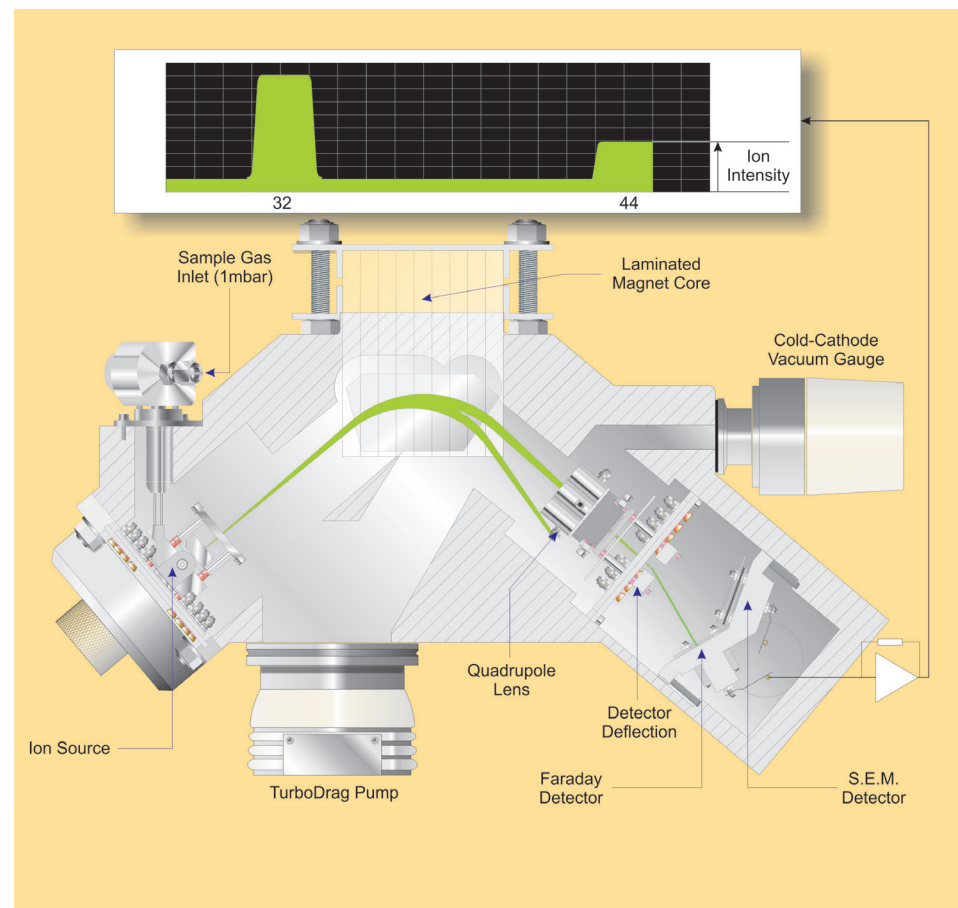 Ion
Intensity
32
44
Sample Gas
Inlet (1mbar)
Laminated
Magnet Core
Cold-Cathode
Vacuum Gauge
Quadrupole
Lens
Detector
Deflection
Ion Source
TurboDrag Pump
Faraday
Detector
S.E.M.
Detector